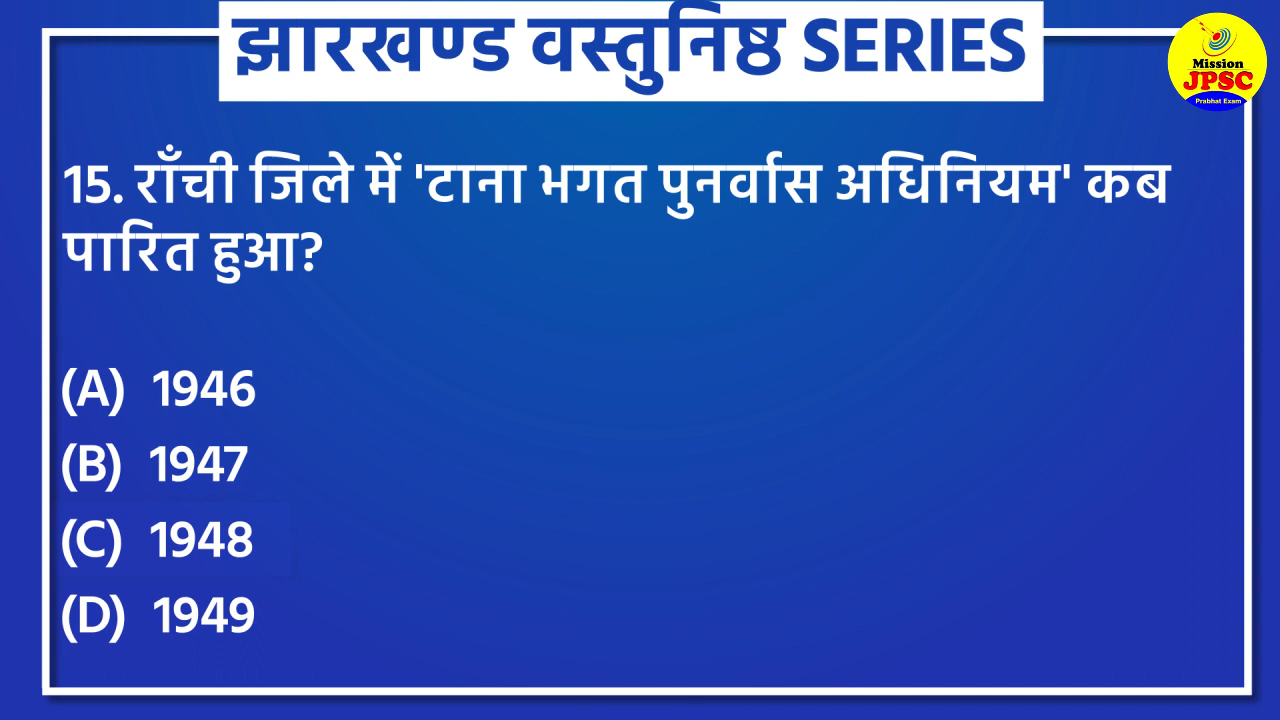 झारखण्ड वस्तुनिष्ठ SERIES
Mission
JPSC
Prabhat Exam
15. राँची जिले में 'टाना भगत पुनर्वास अधिनियम' कब
पारित हुआ?
(A) 1946
(B) 1947
(C) 1948
(D) 1949